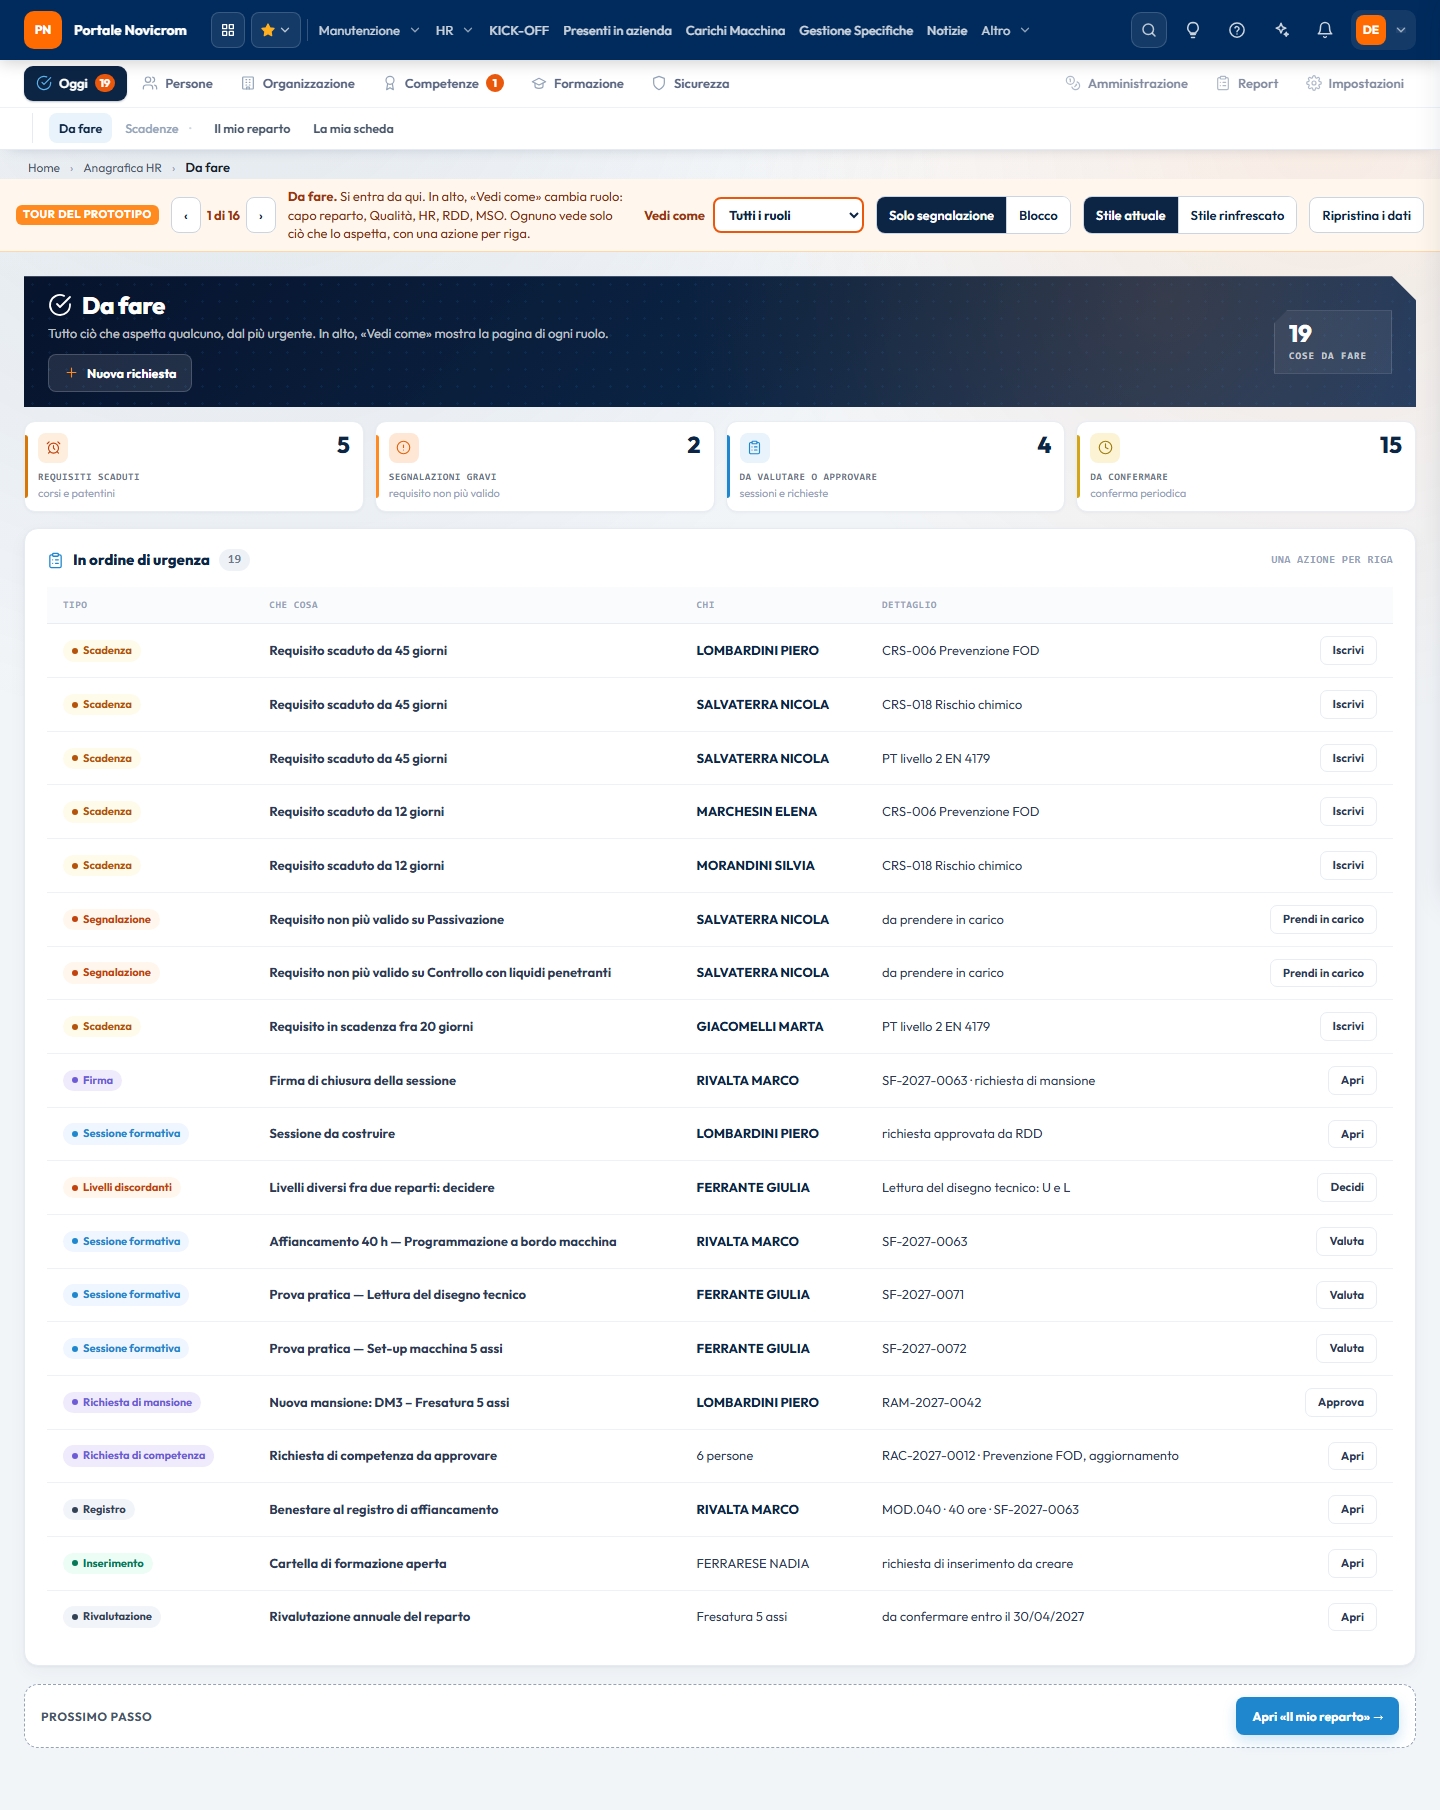 PN Portale Novicrom Manutenzione HR KICK-OFF Presenti in azienda Carichi Macchina Gestione Specifiche Notizie Altro DE
Oggi 19 Persone Organizzazione Competenze 1 Formazione Sicurezza Amministrazione Report Impostazioni
Da fare Scadenze · Il mio reparto La mia scheda
Home › Anagrafica HR › Da fare
TOUR DEL PROTOTIPO ‹ 1 di 16 ›
Da fare. Si entra da qui. In alto, «Vedi come» cambia ruolo:
capo reparto, Qualità, HR, RDD, MSO. Ognuno vede solo
ciò che lo aspetta, con una azione per riga.
Vedi come Tutti i ruoli Solo segnalazione Blocco Stile attuale Stile rinfrescato Ripristina i dati
Da fare
Tutto ciò che aspetta qualcuno, dal più urgente. In alto, «Vedi come» mostra la pagina di ogni ruolo.
+ Nuova richiesta
19
COSE DA FARE
5
REQUISITI SCADUTI
corsi e patentini
2
SEGNALAZIONI GRAVI
requisito non più valido
4
DA VALUTARE O APPROVARE
sessioni e richieste
15
DA CONFERMARE
conferma periodica
In ordine di urgenza 19 UNA AZIONE PER RIGA
TIPO CHE COSA CHI DETTAGLIO
Scadenza Requisito scaduto da 45 giorni LOMBARDINI PIERO CRS-006 Prevenzione FOD Iscrivi
Scadenza Requisito scaduto da 45 giorni SALVATERRA NICOLA CRS-018 Rischio chimico Iscrivi
Scadenza Requisito scaduto da 45 giorni SALVATERRA NICOLA PT livello 2 EN 4179 Iscrivi
Scadenza Requisito scaduto da 12 giorni MARCHESIN ELENA CRS-006 Prevenzione FOD Iscrivi
Scadenza Requisito scaduto da 12 giorni MORANDINI SILVIA CRS-018 Rischio chimico Iscrivi
Segnalazione Requisito non più valido su Passivazione SALVATERRA NICOLA da prendere in carico Prendi in carico
Segnalazione Requisito non più valido su Controllo con liquidi penetranti SALVATERRA NICOLA da prendere in carico Prendi in carico
Scadenza Requisito in scadenza fra 20 giorni GIACOMELLI MARTA PT livello 2 EN 4179 Iscrivi
Firma Firma di chiusura della sessione RIVALTA MARCO SF-2027-0063 · richiesta di mansione Apri
Sessione formativa Sessione da costruire LOMBARDINI PIERO richiesta approvata da RDD Apri
Livelli discordanti Livelli diversi fra due reparti: decidere FERRANTE GIULIA Lettura del disegno tecnico: U e L Decidi
Sessione formativa Affiancamento 40 h — Programmazione a bordo macchina RIVALTA MARCO SF-2027-0063 Valuta
Sessione formativa Prova pratica — Lettura del disegno tecnico FERRANTE GIULIA SF-2027-0071 Valuta
Sessione formativa Prova pratica — Set-up macchina 5 assi FERRANTE GIULIA SF-2027-0072 Valuta
Richiesta di mansione Nuova mansione: DM3 – Fresatura 5 assi LOMBARDINI PIERO RAM-2027-0042 Approva
Richiesta di competenza Richiesta di competenza da approvare 6 persone RAC-2027-0012 · Prevenzione FOD, aggiornamento Apri
Registro Benestare al registro di affiancamento RIVALTA MARCO MOD.040 · 40 ore · SF-2027-0063 Apri
Inserimento Cartella di formazione aperta FERRARESE NADIA richiesta di inserimento da creare Apri
Rivalutazione Rivalutazione annuale del reparto Fresatura 5 assi da confermare entro il 30/04/2027 Apri
PROSSIMO PASSO Apri «Il mio reparto» →